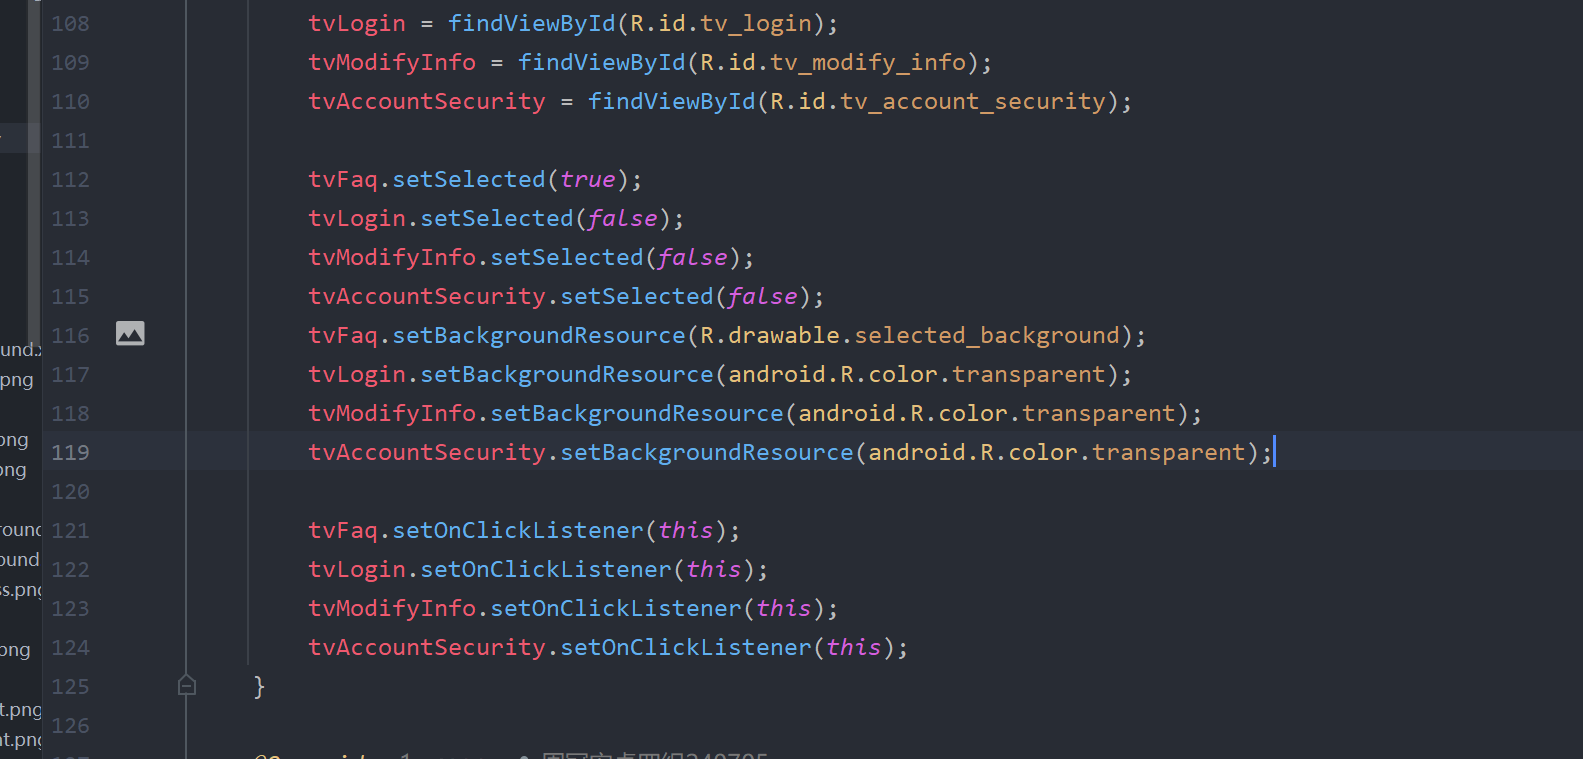 108 tvLogin = findViewById(R.id.tv_login);
109 tvModifyInfo = findViewById(R.id.tv_modify_info);
110 tvAccountSecurity = findViewById(R.id.tv_account_security);
111
112 tvFaq.setSelected(true);
113 tvLogin.setSelected(false);
114 tvModifyInfo.setSelected(false);
115 tvAccountSecurity.setSelected(false);
116 tvFaq.setBackgroundResource(R.drawable.selected_background);
117 tvLogin.setBackgroundResource(android.R.color.transparent);
118 tvModifyInfo.setBackgroundResource(android.R.color.transparent);
119 tvAccountSecurity.setBackgroundResource(android.R.color.transparent);
120
121 tvFaq.setOnClickListener(this);
122 tvLogin.setOnClickListener(this);
123 tvModifyInfo.setOnClickListener(this);
124 tvAccountSecurity.setOnClickListener(this);
125 }
126
und.x
png
png
png
round
ound
ss.png
png
t.png
nt.png